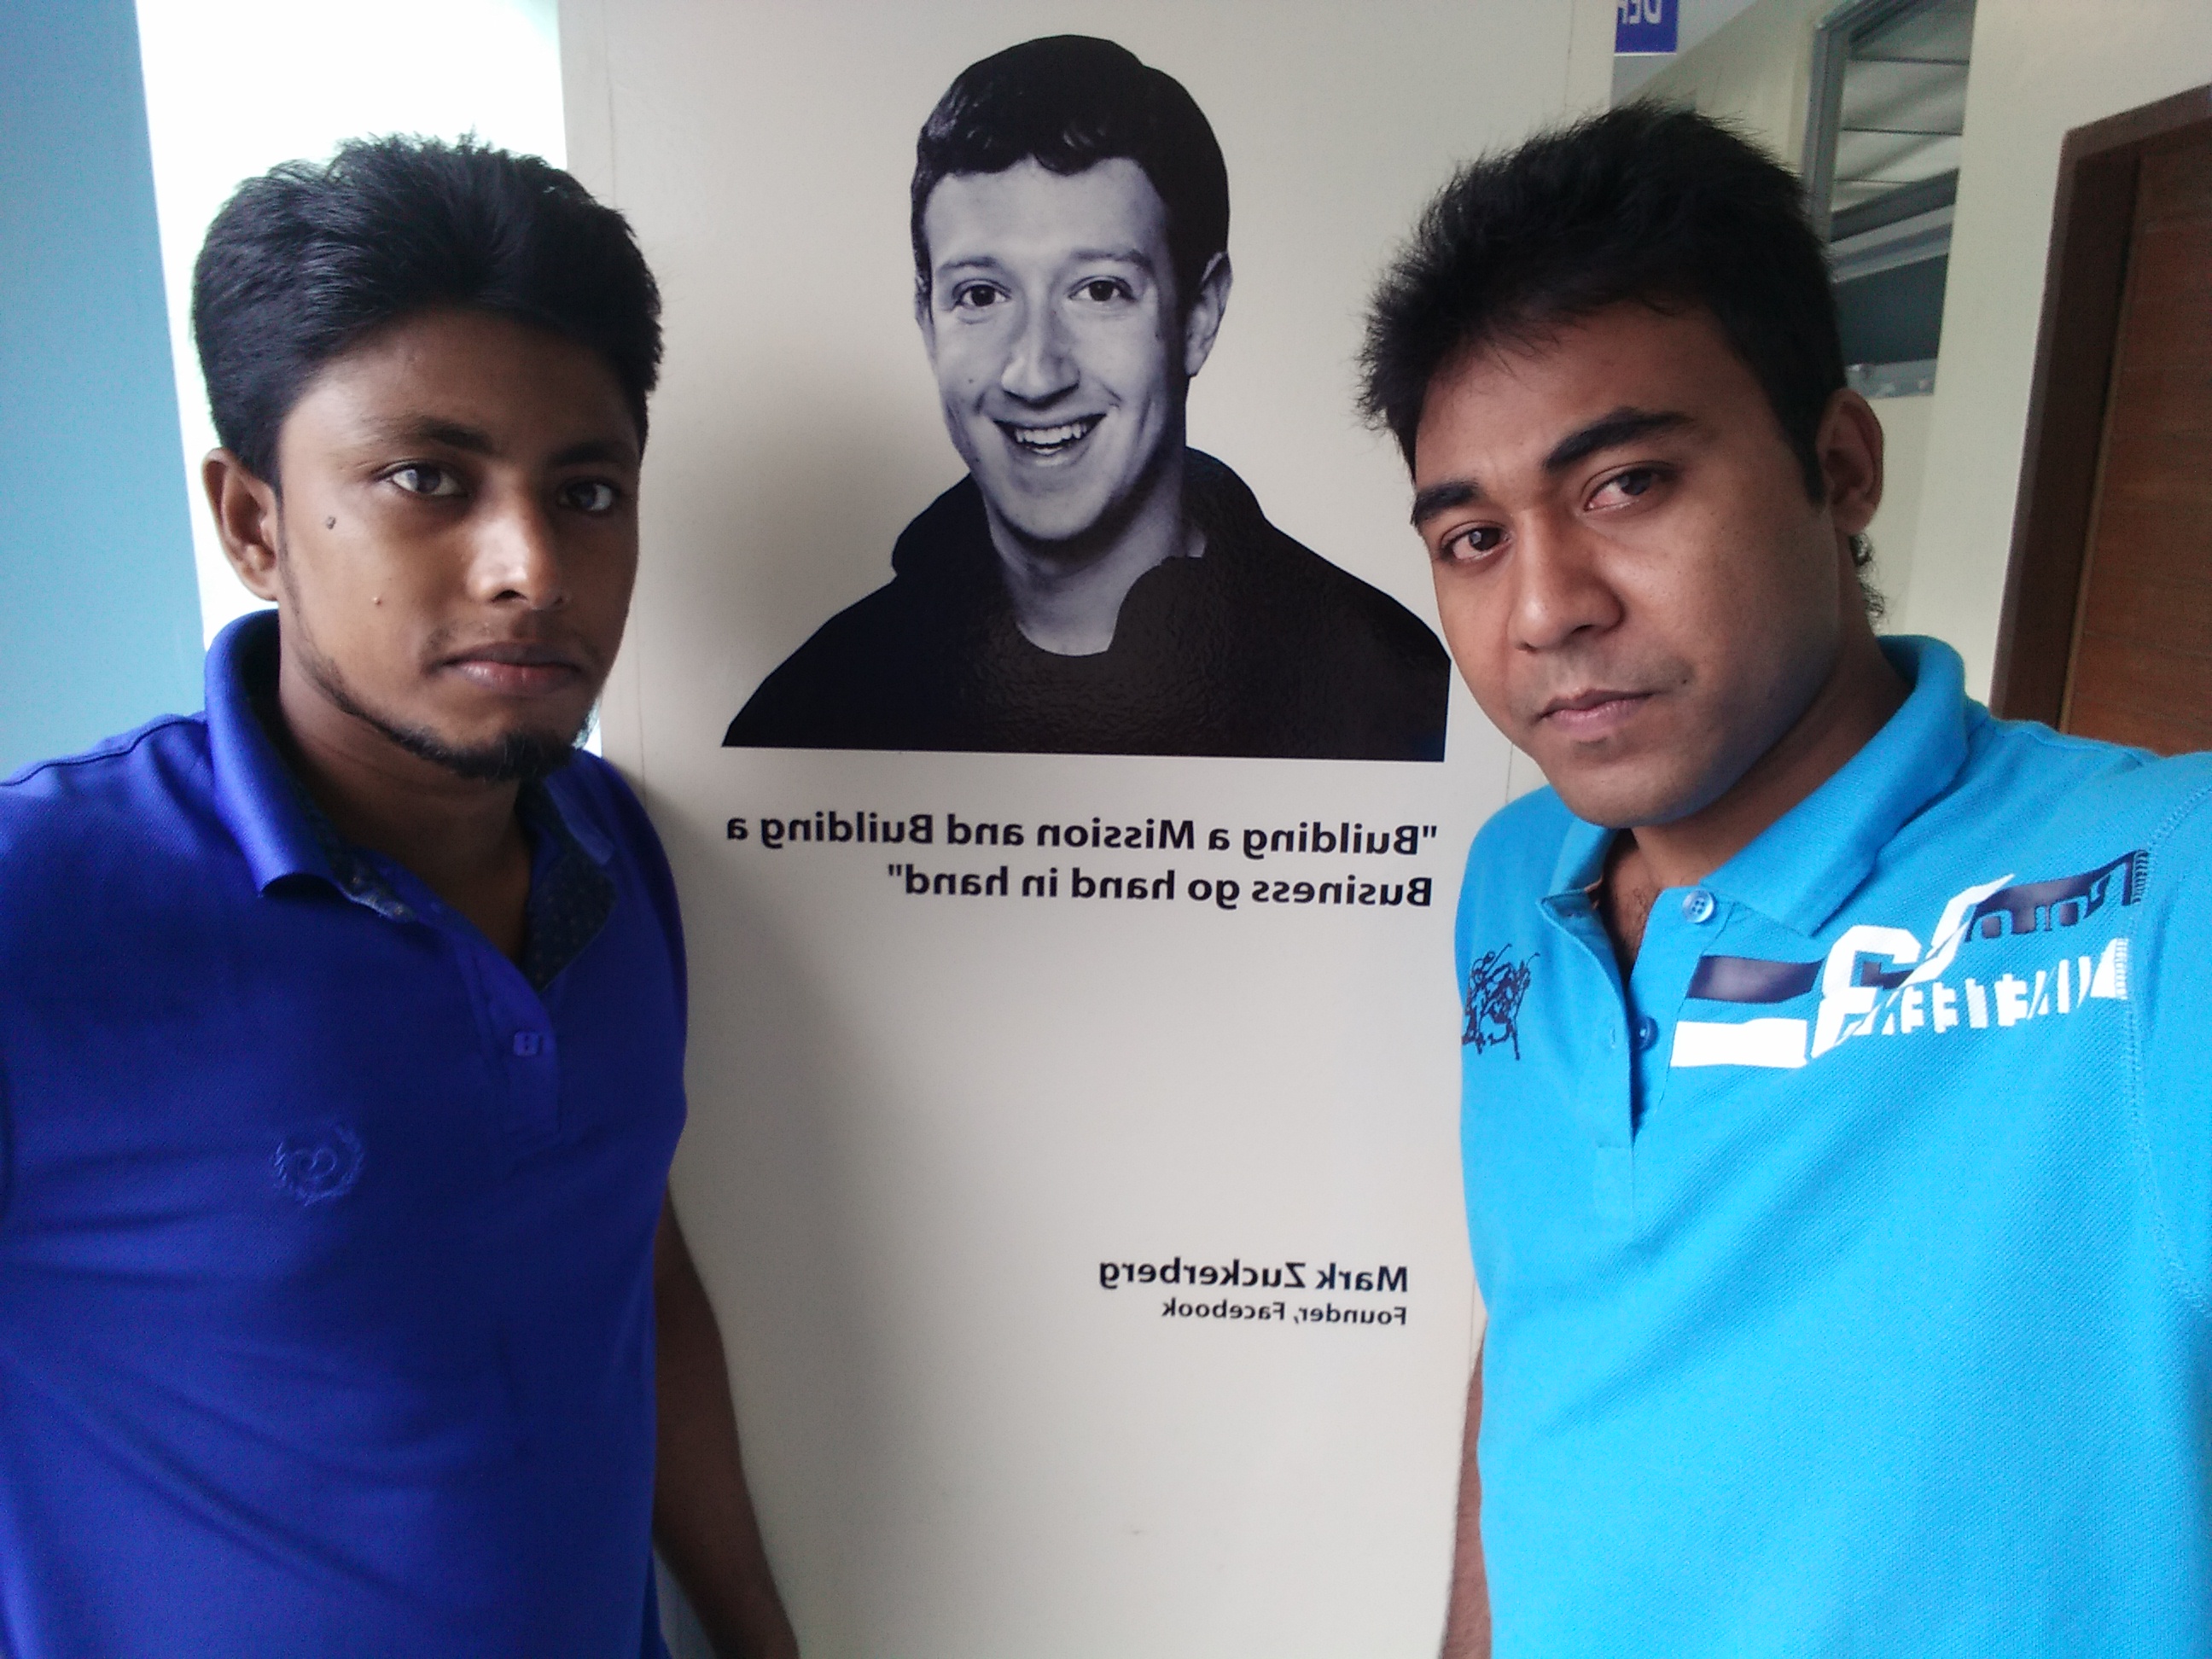 "Building a Mission and Building a
Business go hand in hand"
Mark Zuckerberg
Founder, Facebook